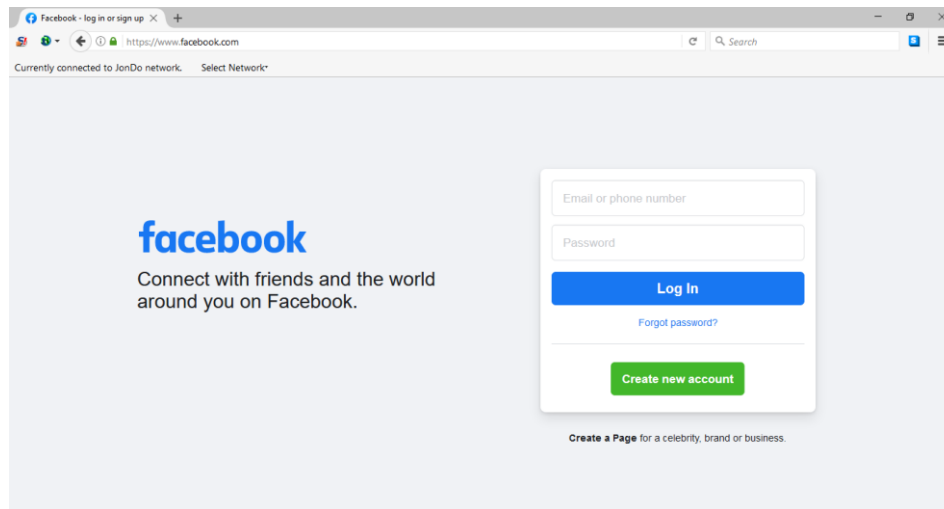 Facebook - log in or sign up
https://www.facebook.com
Search
Currently connected to JonDo network. Select Network
facebook
Connect with friends and the world
around you on Facebook.
Email or phone number
Password
Log In
Forgot password?
Create new account
Create a Page for a celebrity, brand or business.